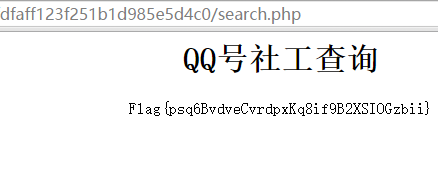 dfaff123f251b1d985e5d4c0/search.php
QQ号社工查询
Flag{psq6BvdveCvrdpxKq8if9B2XSIOGzbii}